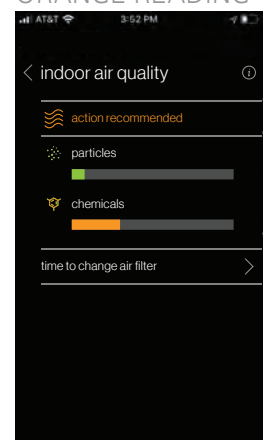 CHANGE READING
AT&T 3:52 PM
indoor air quality
action recommended
particles
chemicals
time to change air filter